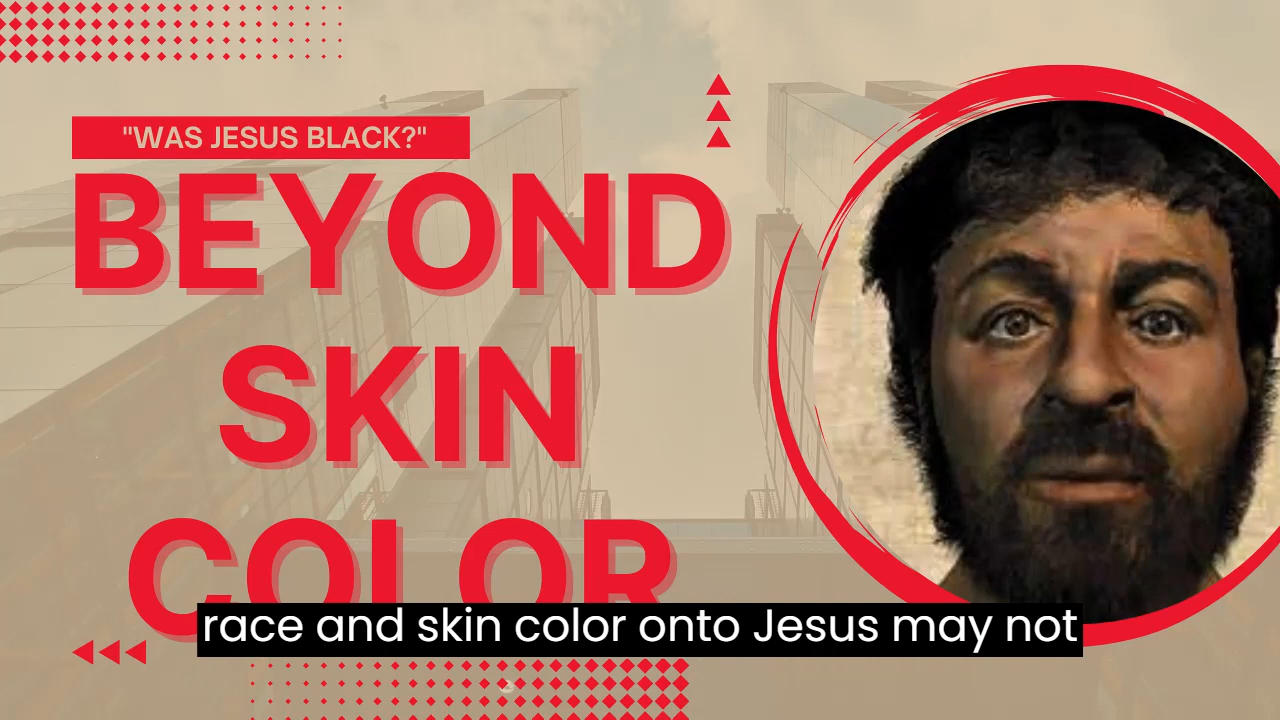 "WAS JESUS BLACK?"
BEYOND
SKIN
COLOR
race and skin color onto Jesus may not